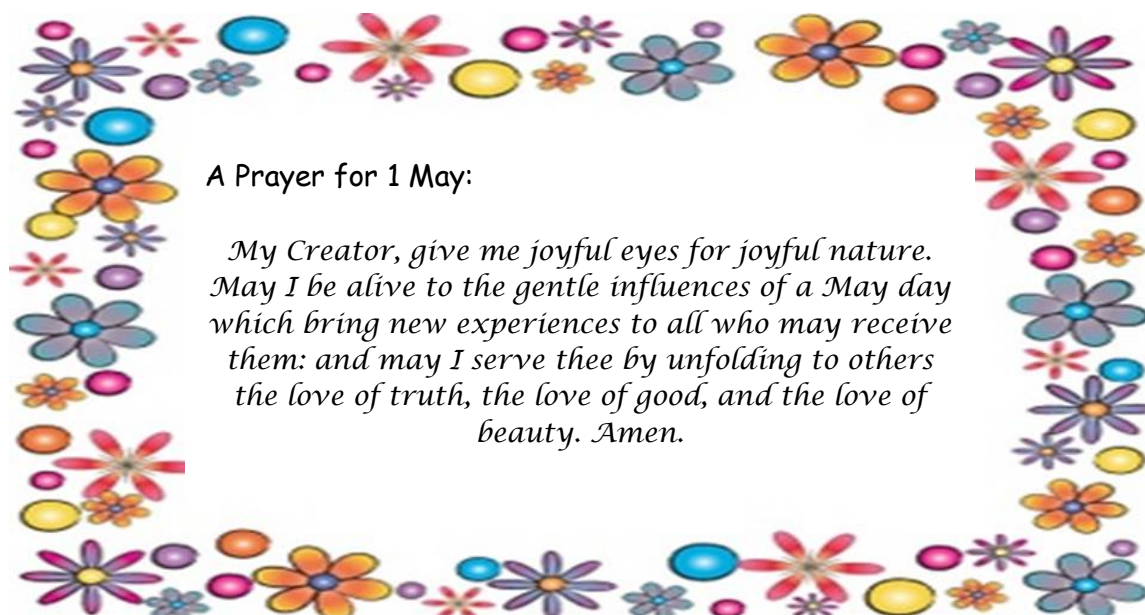 A Prayer for 1 May:
My Creator, give me joyful eyes for joyful nature.
May I be alive to the gentle influences of a May day
which bring new experiences to all who may receive
them: and may I serve thee by unfolding to others
the love of truth, the love of good, and the love of
beauty. Amen.